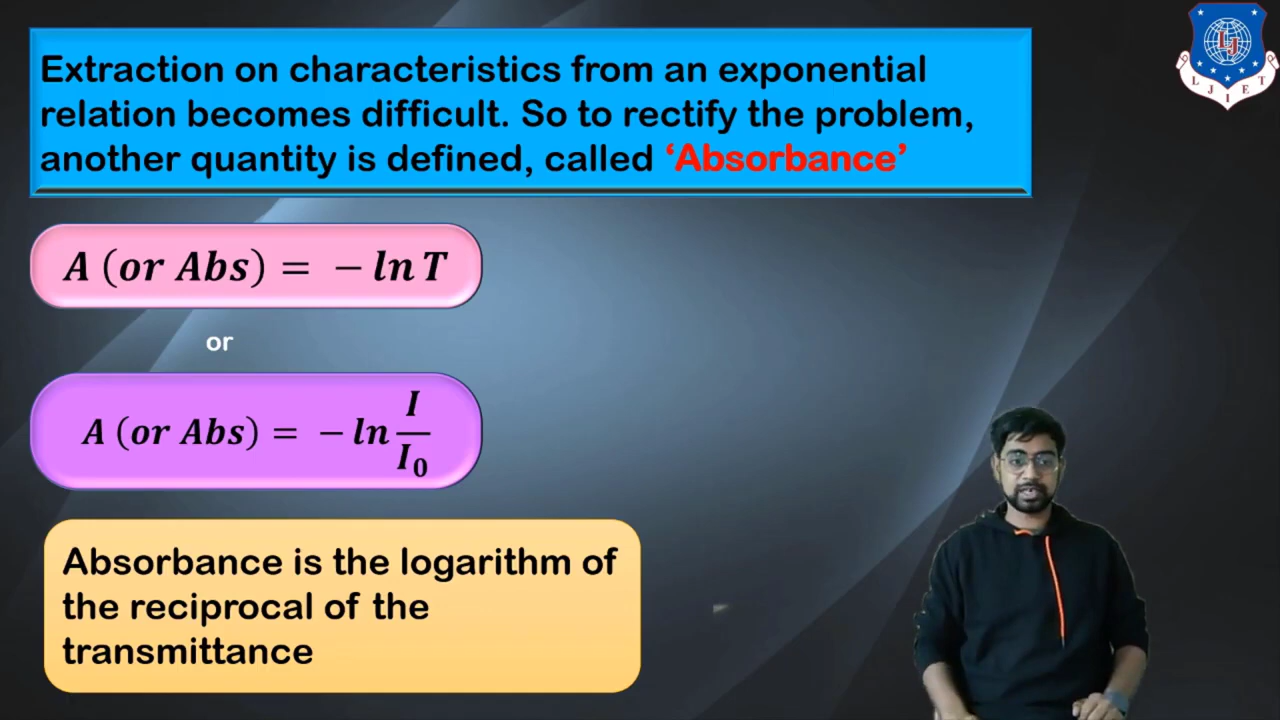 Extraction on characteristics from an exponential
relation becomes difficult. So to rectify the problem,
another quantity is defined, called ‘Absorbance’
A (or Abs) = − ln T
or
A (or Abs) = − ln I/I₀
Absorbance is the logarithm of
the reciprocal of the
transmittance
LJ
L J I E T